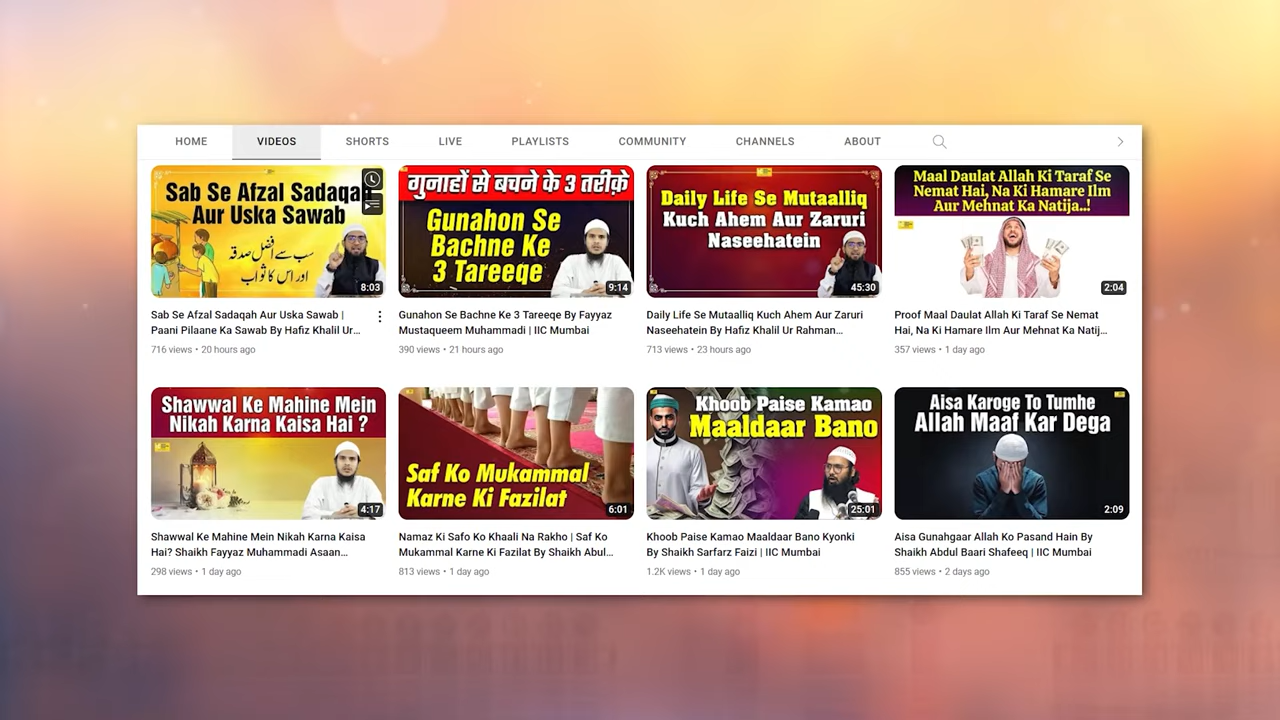 HOME VIDEOS SHORTS LIVE PLAYLISTS COMMUNITY CHANNELS ABOUT
Sab Se Afzal Sadaqah
Aur Uska Sawab
سب سے افضل صدقہ
اور اس کا ثواب
8:03
Sab Se Afzal Sadaqah Aur Uska Sawab |
Paani Pilaane Ka Sawab By Hafiz Khalil Ur...
716 views • 20 hours ago
गुनाहों से बचने के 3 तरीक़े
Gunahon Se
Bachne Ke
3 Tareeqe
9:14
Gunahon Se Bachne Ke 3 Tareeqe By Fayyaz
Mustaqueem Muhammadi | IIC Mumbai
390 views • 21 hours ago
Daily Life Se Mutaalliq
Kuch Ahem Aur Zaruri
Naseehatein
45:30
Daily Life Se Mutaalliq Kuch Ahem Aur Zaruri
Naseehatein By Hafiz Khalil Ur Rahman...
713 views • 23 hours ago
Maal Daulat Allah Ki Taraf Se
Nemat Hai, Na Ki Hamare Ilm
Aur Mehnat Ka Natija..!
2:04
Proof Maal Daulat Allah Ki Taraf Se Nemat
Hai, Na Ki Hamare Ilm Aur Mehnat Ka Natij...
357 views • 1 day ago
Shawwal Ke Mahine Mein
Nikah Karna Kaisa Hai ?
4:17
Shawwal Ke Mahine Mein Nikah Karna Kaisa
Hai? Shaikh Fayyaz Muhammadi Asaan...
298 views • 1 day ago
Saf Ko Mukammal
Karne Ki Fazilat
6:01
Namaz Ki Safo Ko Khaali Na Rakho | Saf Ko
Mukammal Karne Ki Fazilat By Shaikh Abul...
813 views • 1 day ago
Khoob Paise Kamao
Maaldaar Bano
25:01
Khoob Paise Kamao Maaldaar Bano Kyonki
By Shaikh Sarfarz Faizi | IIC Mumbai
1.2K views • 1 day ago
Aisa Karoge To Tumhe
Allah Maaf Kar Dega
2:09
Aisa Gunahgaar Allah Ko Pasand Hain By
Shaikh Abdul Baari Shafeeq | IIC Mumbai
855 views • 2 days ago